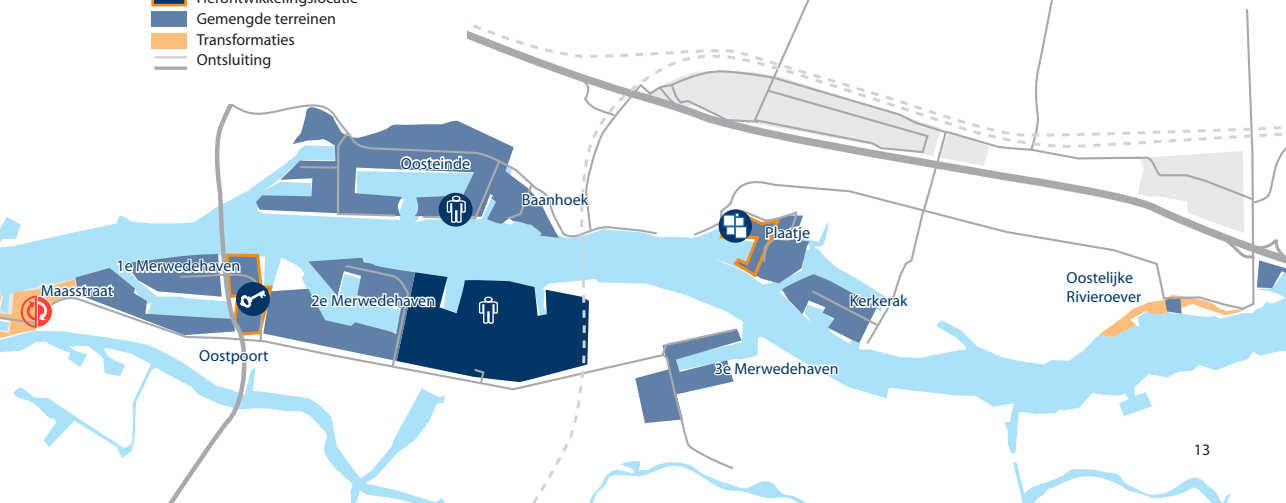 Herontwikkelingslocatie
Gemengde terreinen
Transformaties
Ontsluiting
Oosteinde
Baanhoek
Plaatje
1e Merwedehaven
Maasstraat
2e Merwedehaven
Oostelijke
Rivieroever
Kerkerak
Oostpoort
3e Merwedehaven
13